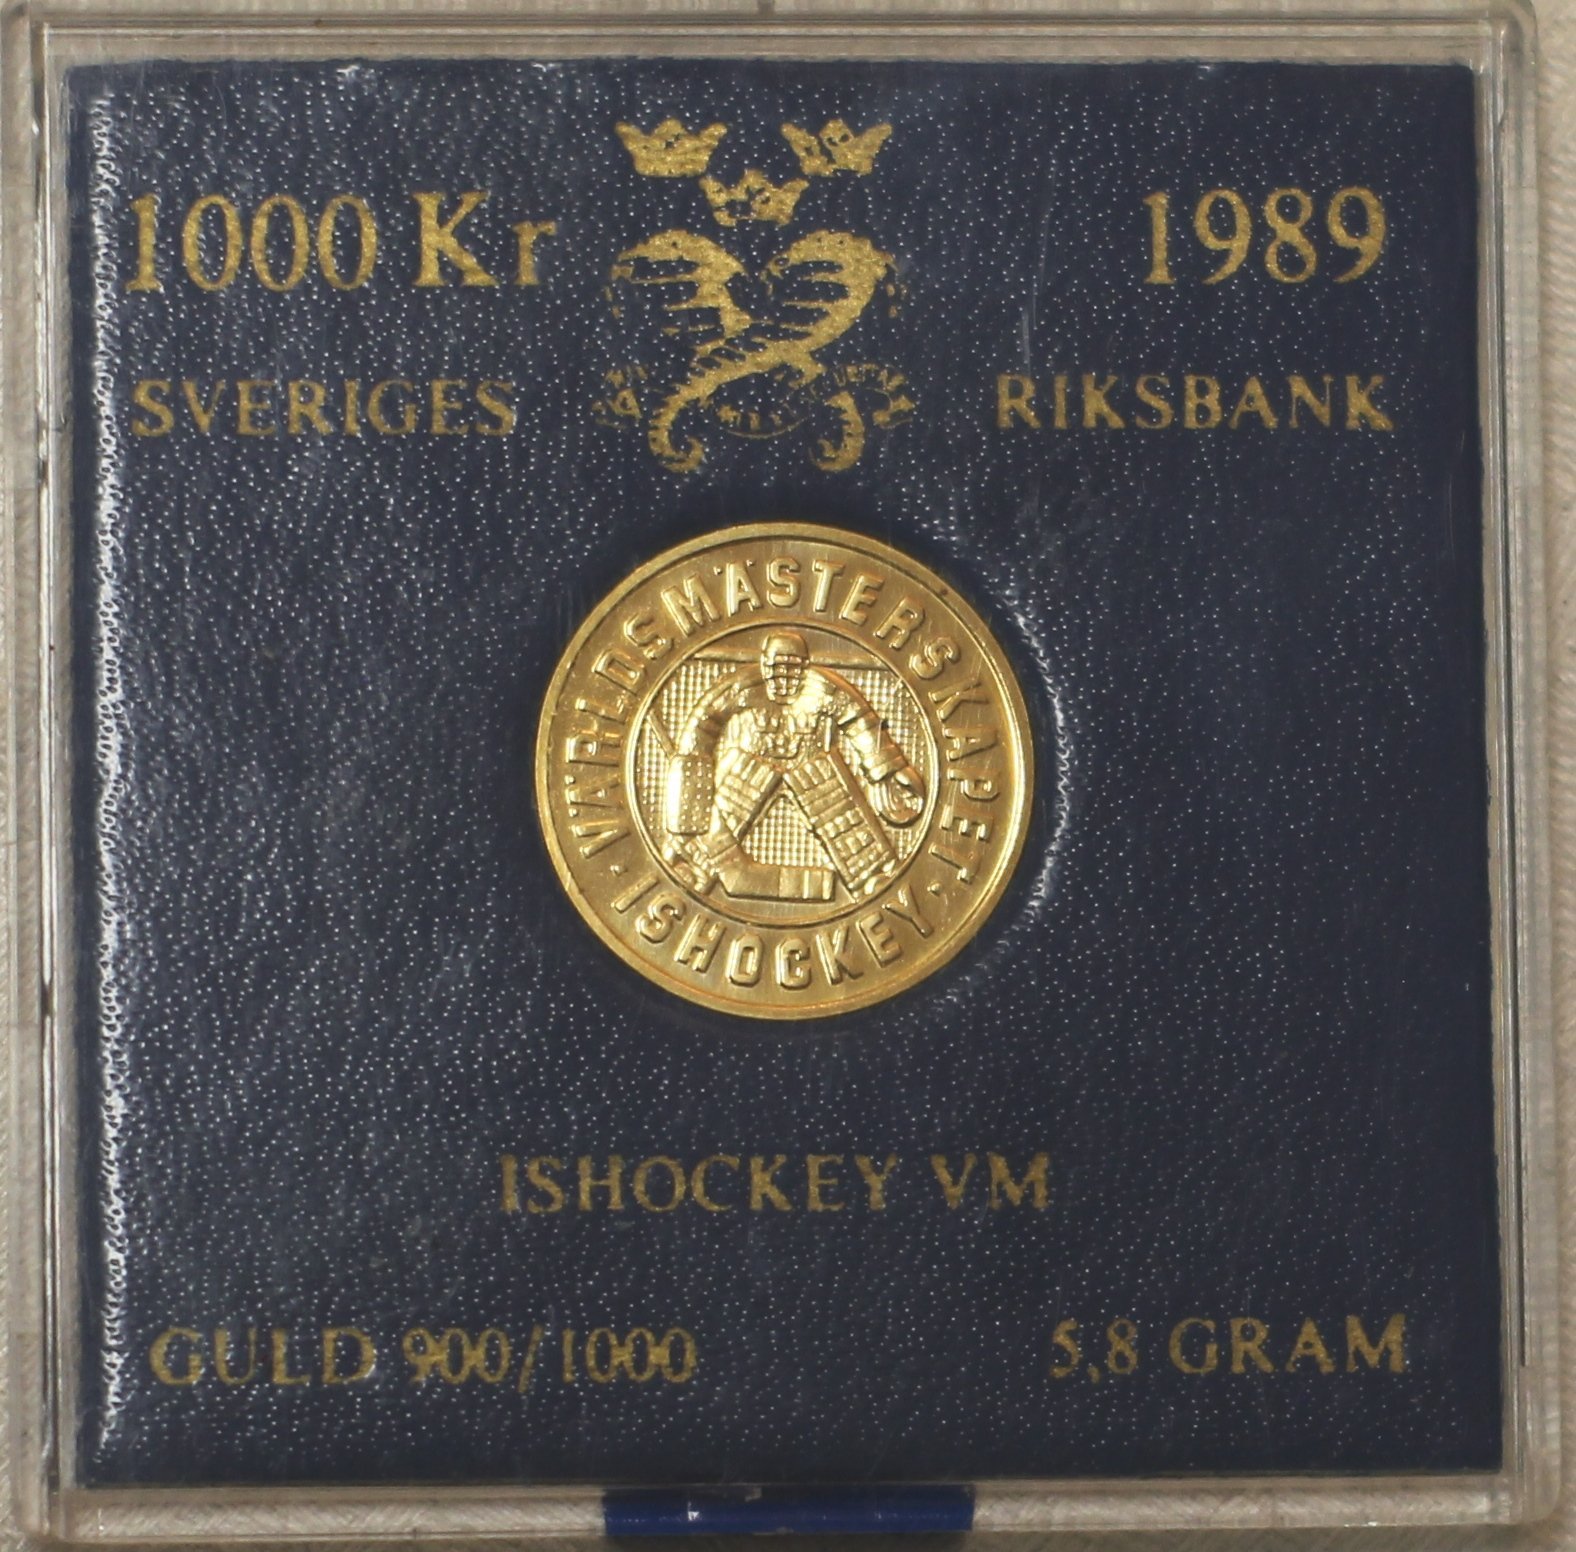 1000 Kr
1989
SVERIGES
RIKSBANK
VÄRLDSMÄSTERSKAPET
· ISHOCKEY ·
ISHOCKEY VM
GULD 900/1000
5,8 GRAM